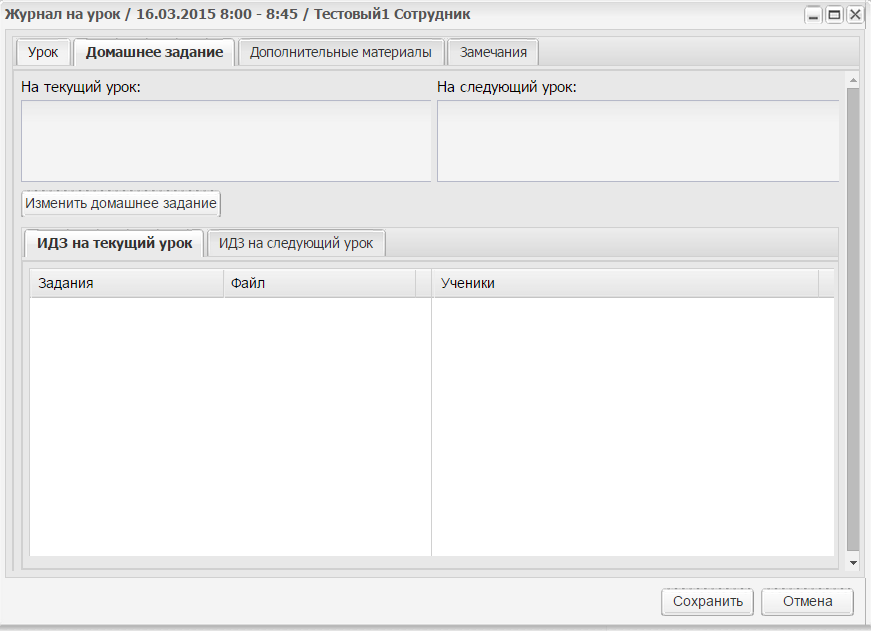 Журнал на урок / 16.03.2015 8:00 - 8:45 / Тестовый1 Сотрудник
Урок Домашнее задание Дополнительные материалы Замечания
На текущий урок: На следующий урок:
Изменить домашнее задание
ИДЗ на текущий урок ИДЗ на следующий урок
Задания Файл Ученики
Сохранить Отмена